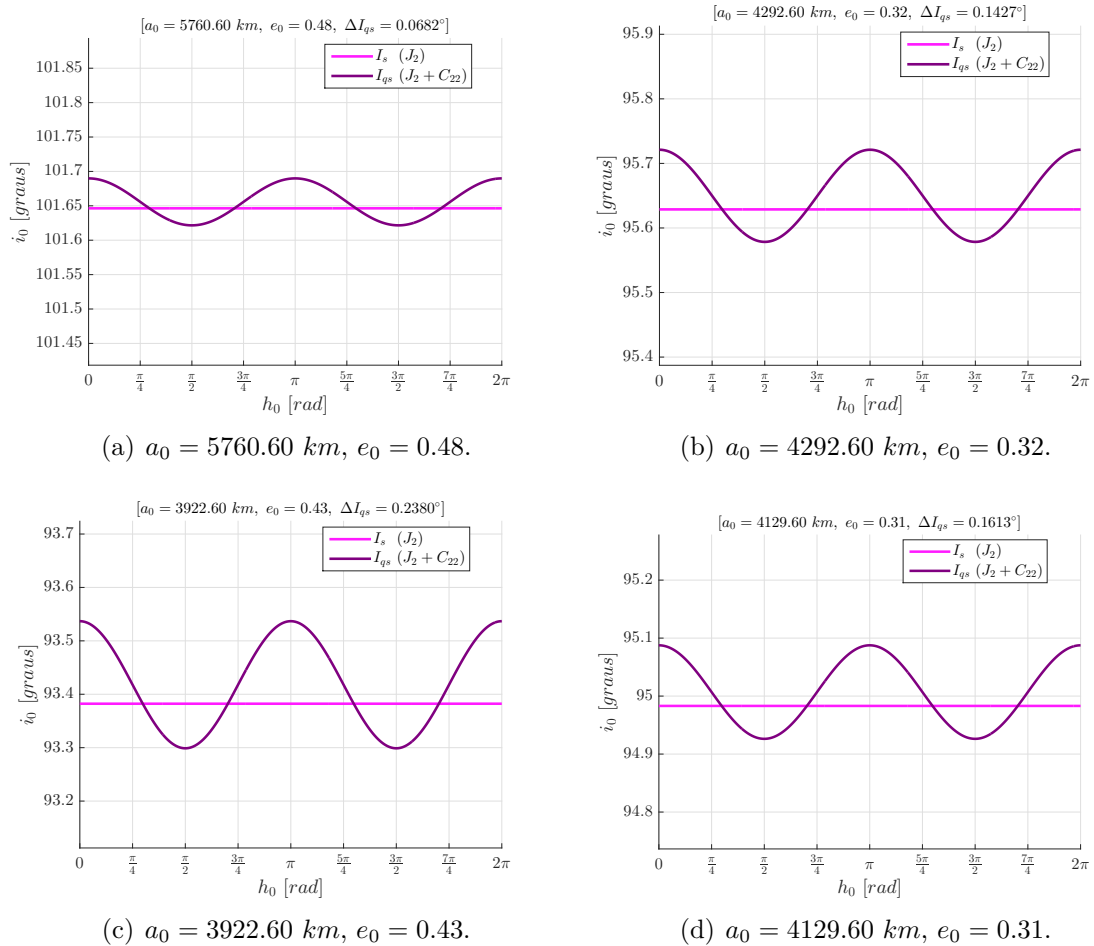 [a₀ = 5760.60 km, e₀ = 0.48, ΔI_qs = 0.0682°]
I_s (J₂)
I_qs (J₂ + C₂₂)
101.85
101.8
101.75
101.7
101.65
101.6
101.55
101.5
101.45
i₀ [graus]
0 π/4 π/2 3π/4 π 5π/4 3π/2 7π/4 2π
h₀ [rad]
(a) a₀ = 5760.60 km, e₀ = 0.48.
[a₀ = 4292.60 km, e₀ = 0.32, ΔI_qs = 0.1427°]
I_s (J₂)
I_qs (J₂ + C₂₂)
95.9
95.8
95.7
95.6
95.5
95.4
i₀ [graus]
0 π/4 π/2 3π/4 π 5π/4 3π/2 7π/4 2π
h₀ [rad]
(b) a₀ = 4292.60 km, e₀ = 0.32.
[a₀ = 3922.60 km, e₀ = 0.43, ΔI_qs = 0.2380°]
I_s (J₂)
I_qs (J₂ + C₂₂)
93.7
93.6
93.5
93.4
93.3
93.2
i₀ [graus]
0 π/4 π/2 3π/4 π 5π/4 3π/2 7π/4 2π
h₀ [rad]
(c) a₀ = 3922.60 km, e₀ = 0.43.
[a₀ = 4129.60 km, e₀ = 0.31, ΔI_qs = 0.1613°]
I_s (J₂)
I_qs (J₂ + C₂₂)
95.2
95.1
95
94.9
94.8
i₀ [graus]
0 π/4 π/2 3π/4 π 5π/4 3π/2 7π/4 2π
h₀ [rad]
(d) a₀ = 4129.60 km, e₀ = 0.31.